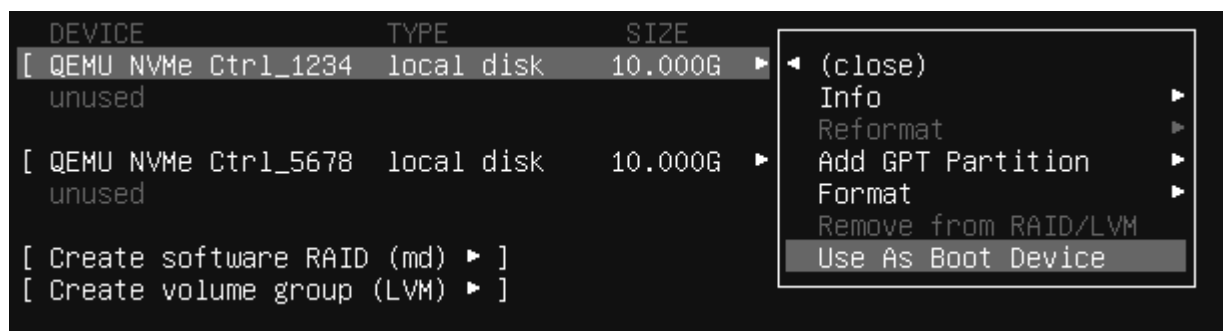 DEVICE TYPE SIZE
[ QEMU NVMe Ctrl_1234 local disk 10.000G ▸
unused
[ QEMU NVMe Ctrl_5678 local disk 10.000G ▸
unused
[ Create software RAID (md) ▸ ]
[ Create volume group (LVM) ▸ ]
◂ (close)
Info ▸
Reformat ▸
Add GPT Partition ▸
Format ▸
Remove from RAID/LVM
Use As Boot Device